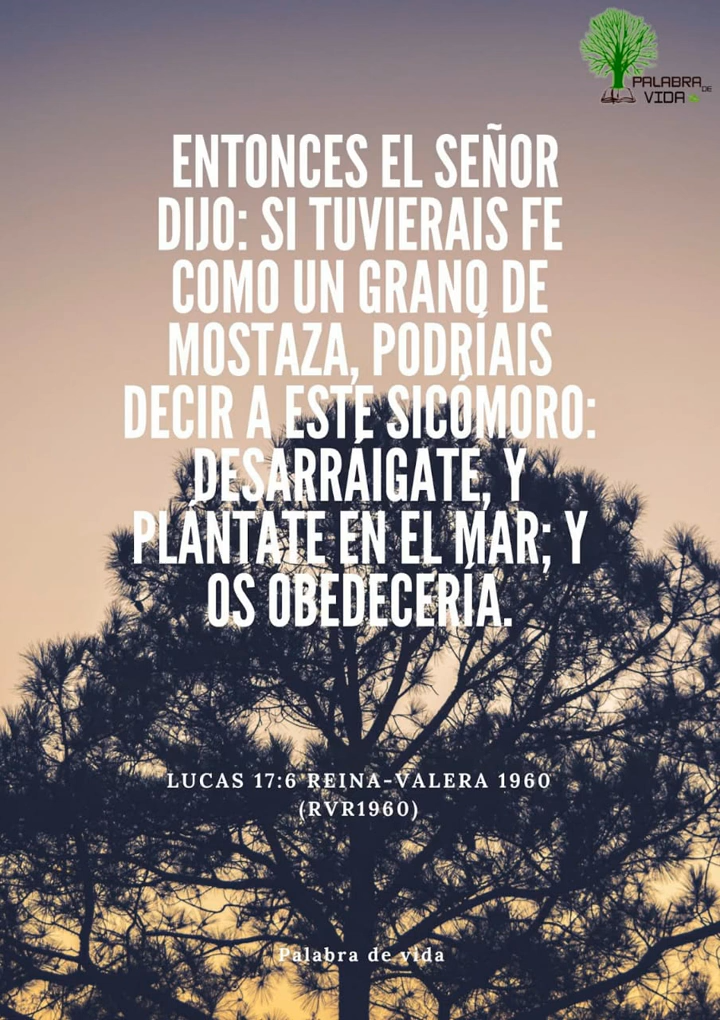 PALABRA DE
VIDA
ENTONCES EL SEÑOR
DIJO: SI TUVIERAIS FE
COMO UN GRANO DE
MOSTAZA, PODRÍAIS
DECIR A ESTE SICÓMORO:
DESARRÁIGATE, Y
PLÁNTATE EN EL MAR; Y
OS OBEDECERÍA.
LUCAS 17:6 REINA-VALERA 1960
(RVR1960)
Palabra de vida